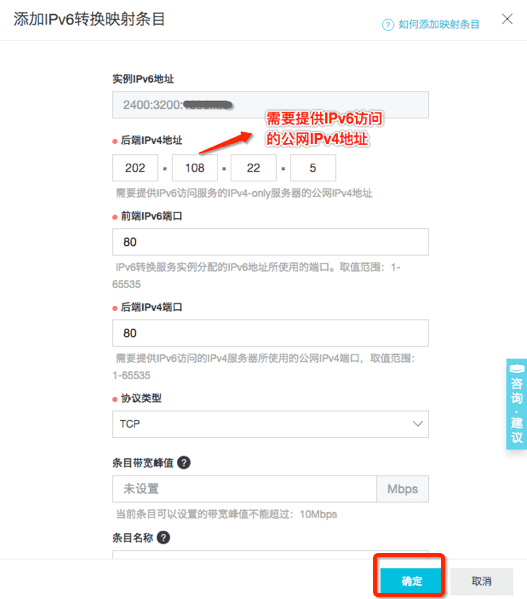 添加IPv6转换映射条目
? 如何添加映射条目
实例IPv6地址
2400:3200:
需要提供IPv6访问
的公网IPv4地址
后端IPv4地址
202 . 108 . 22 . 5
需要提供IPv6访问服务的IPv4-only服务器的公网IPv4地址
前端IPv6端口
80
IPv6转换服务实例分配的IPv6地址所使用的端口。取值范围：1-
65535
后端IPv4端口
80
需要提供IPv6访问的IPv4服务器所使用的公网IPv4端口，取值范围：
1-65535
协议类型
TCP
条目带宽峰值 ?
未设置 Mbps
当前条目可以设置的带宽峰值不能超过：10Mbps
条目名称 ?
咨询·建议
确定 取消